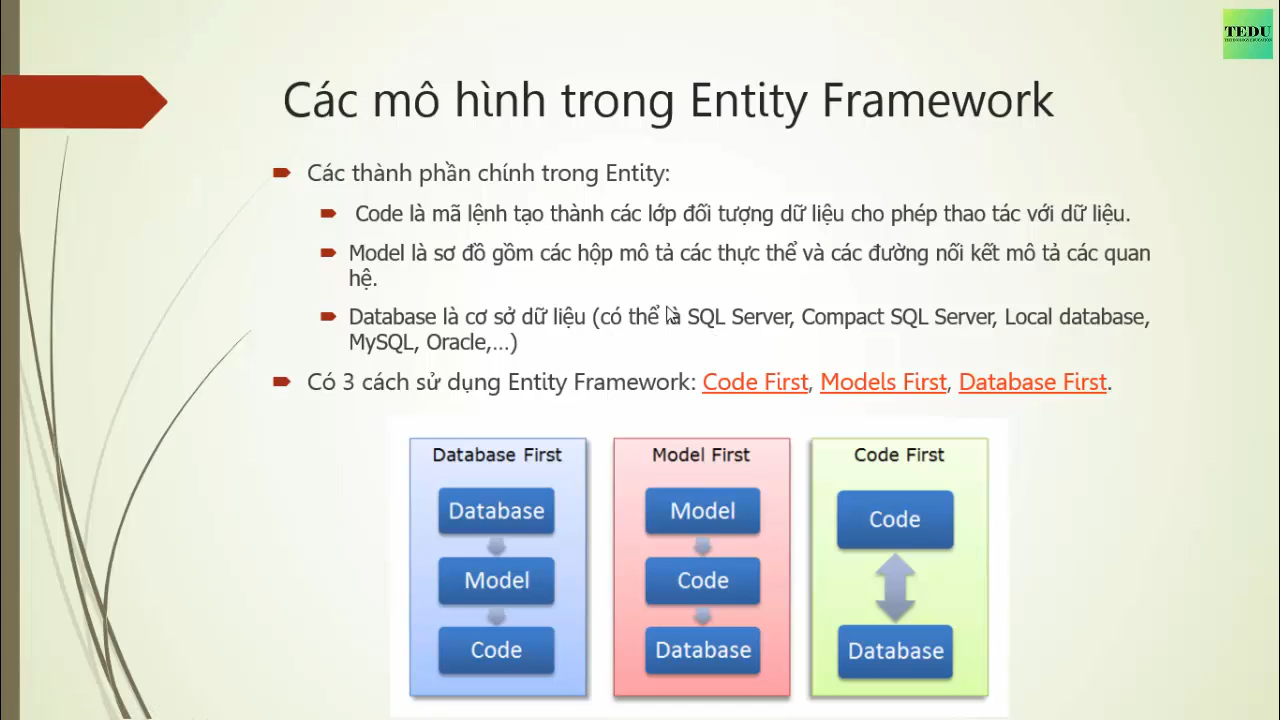 TEDU
TECHNOLOGY EDUCATION
Các mô hình trong Entity Framework
Các thành phần chính trong Entity:
Code là mã lệnh tạo thành các lớp đối tượng dữ liệu cho phép thao tác với dữ liệu.
Model là sơ đồ gồm các hộp mô tả các thực thể và các đường nối kết mô tả các quan
hệ.
Database là cơ sở dữ liệu (có thể là SQL Server, Compact SQL Server, Local database,
MySQL, Oracle,...)
Có 3 cách sử dụng Entity Framework: Code First, Models First, Database First.
Database First
Database
Model
Code
Model First
Model
Code
Database
Code First
Code
Database